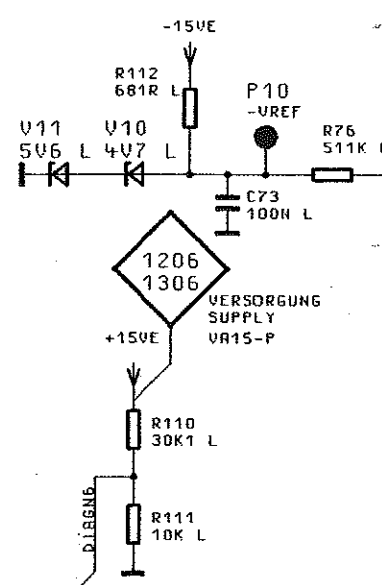 -15VE
R112
681R L
P10
-VREF
V11
5V6 L
V10
4V7 L
R76
511K
C73
100N L
1206
1306
VERSORGUNG
SUPPLY
VA15-P
+15VE
R110
30K1 L
DIAGN6
R111
10K L